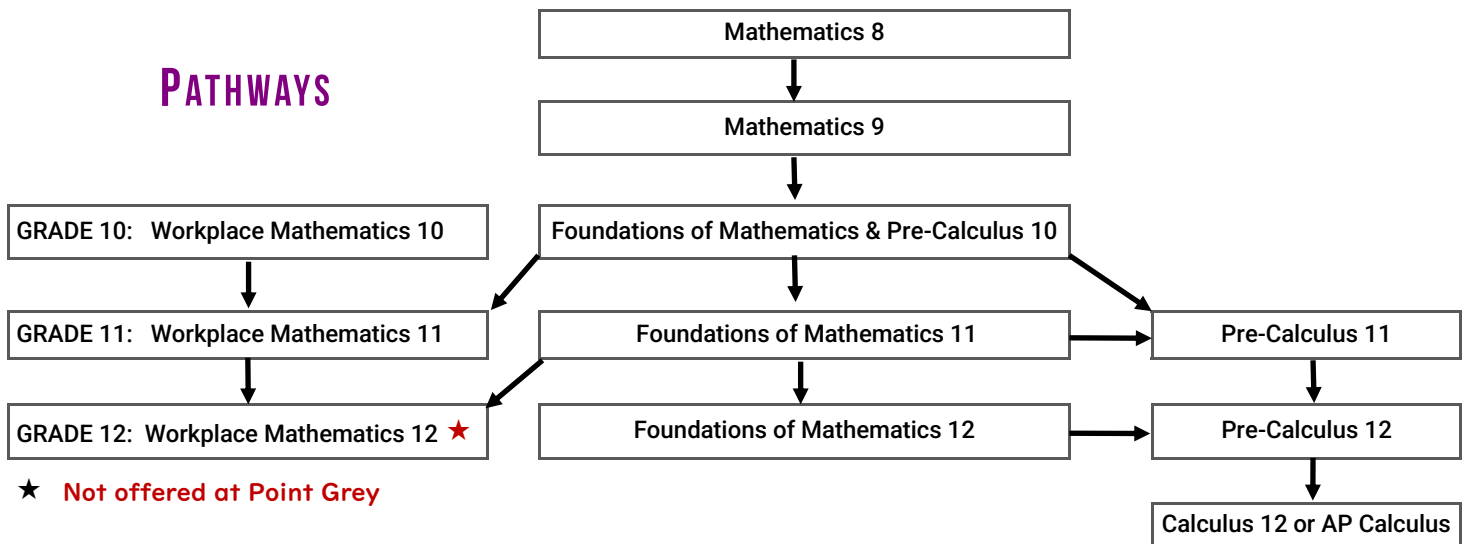 Mathematics 8
PATHWAYS
Mathematics 9
GRADE 10: Workplace Mathematics 10
Foundations of Mathematics & Pre-Calculus 10
GRADE 11: Workplace Mathematics 11
Foundations of Mathematics 11
Pre-Calculus 11
GRADE 12: Workplace Mathematics 12 ★
Foundations of Mathematics 12
Pre-Calculus 12
★ Not offered at Point Grey
Calculus 12 or AP Calculus